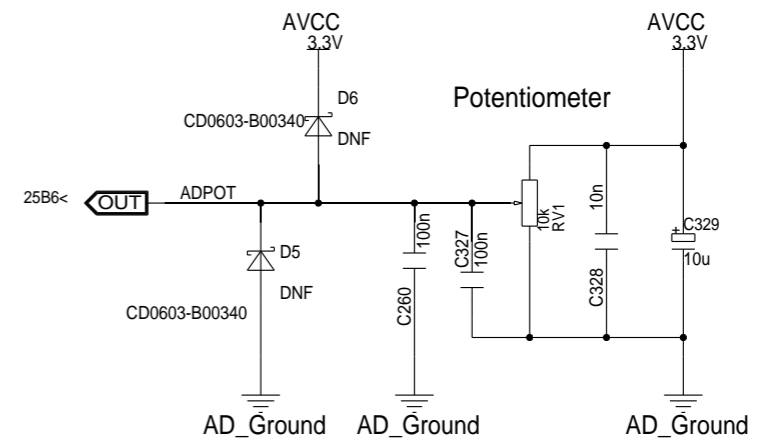 AVCC
3.3V
AVCC
3.3V
D6
CD0603-B00340
DNF
Potentiometer
25B6<
OUT
ADPOT
100n
C260
C327
100n
10k
RV1
10n
C328
C329
+
10u
D5
DNF
CD0603-B00340
AD_Ground
AD_Ground
AD_Ground